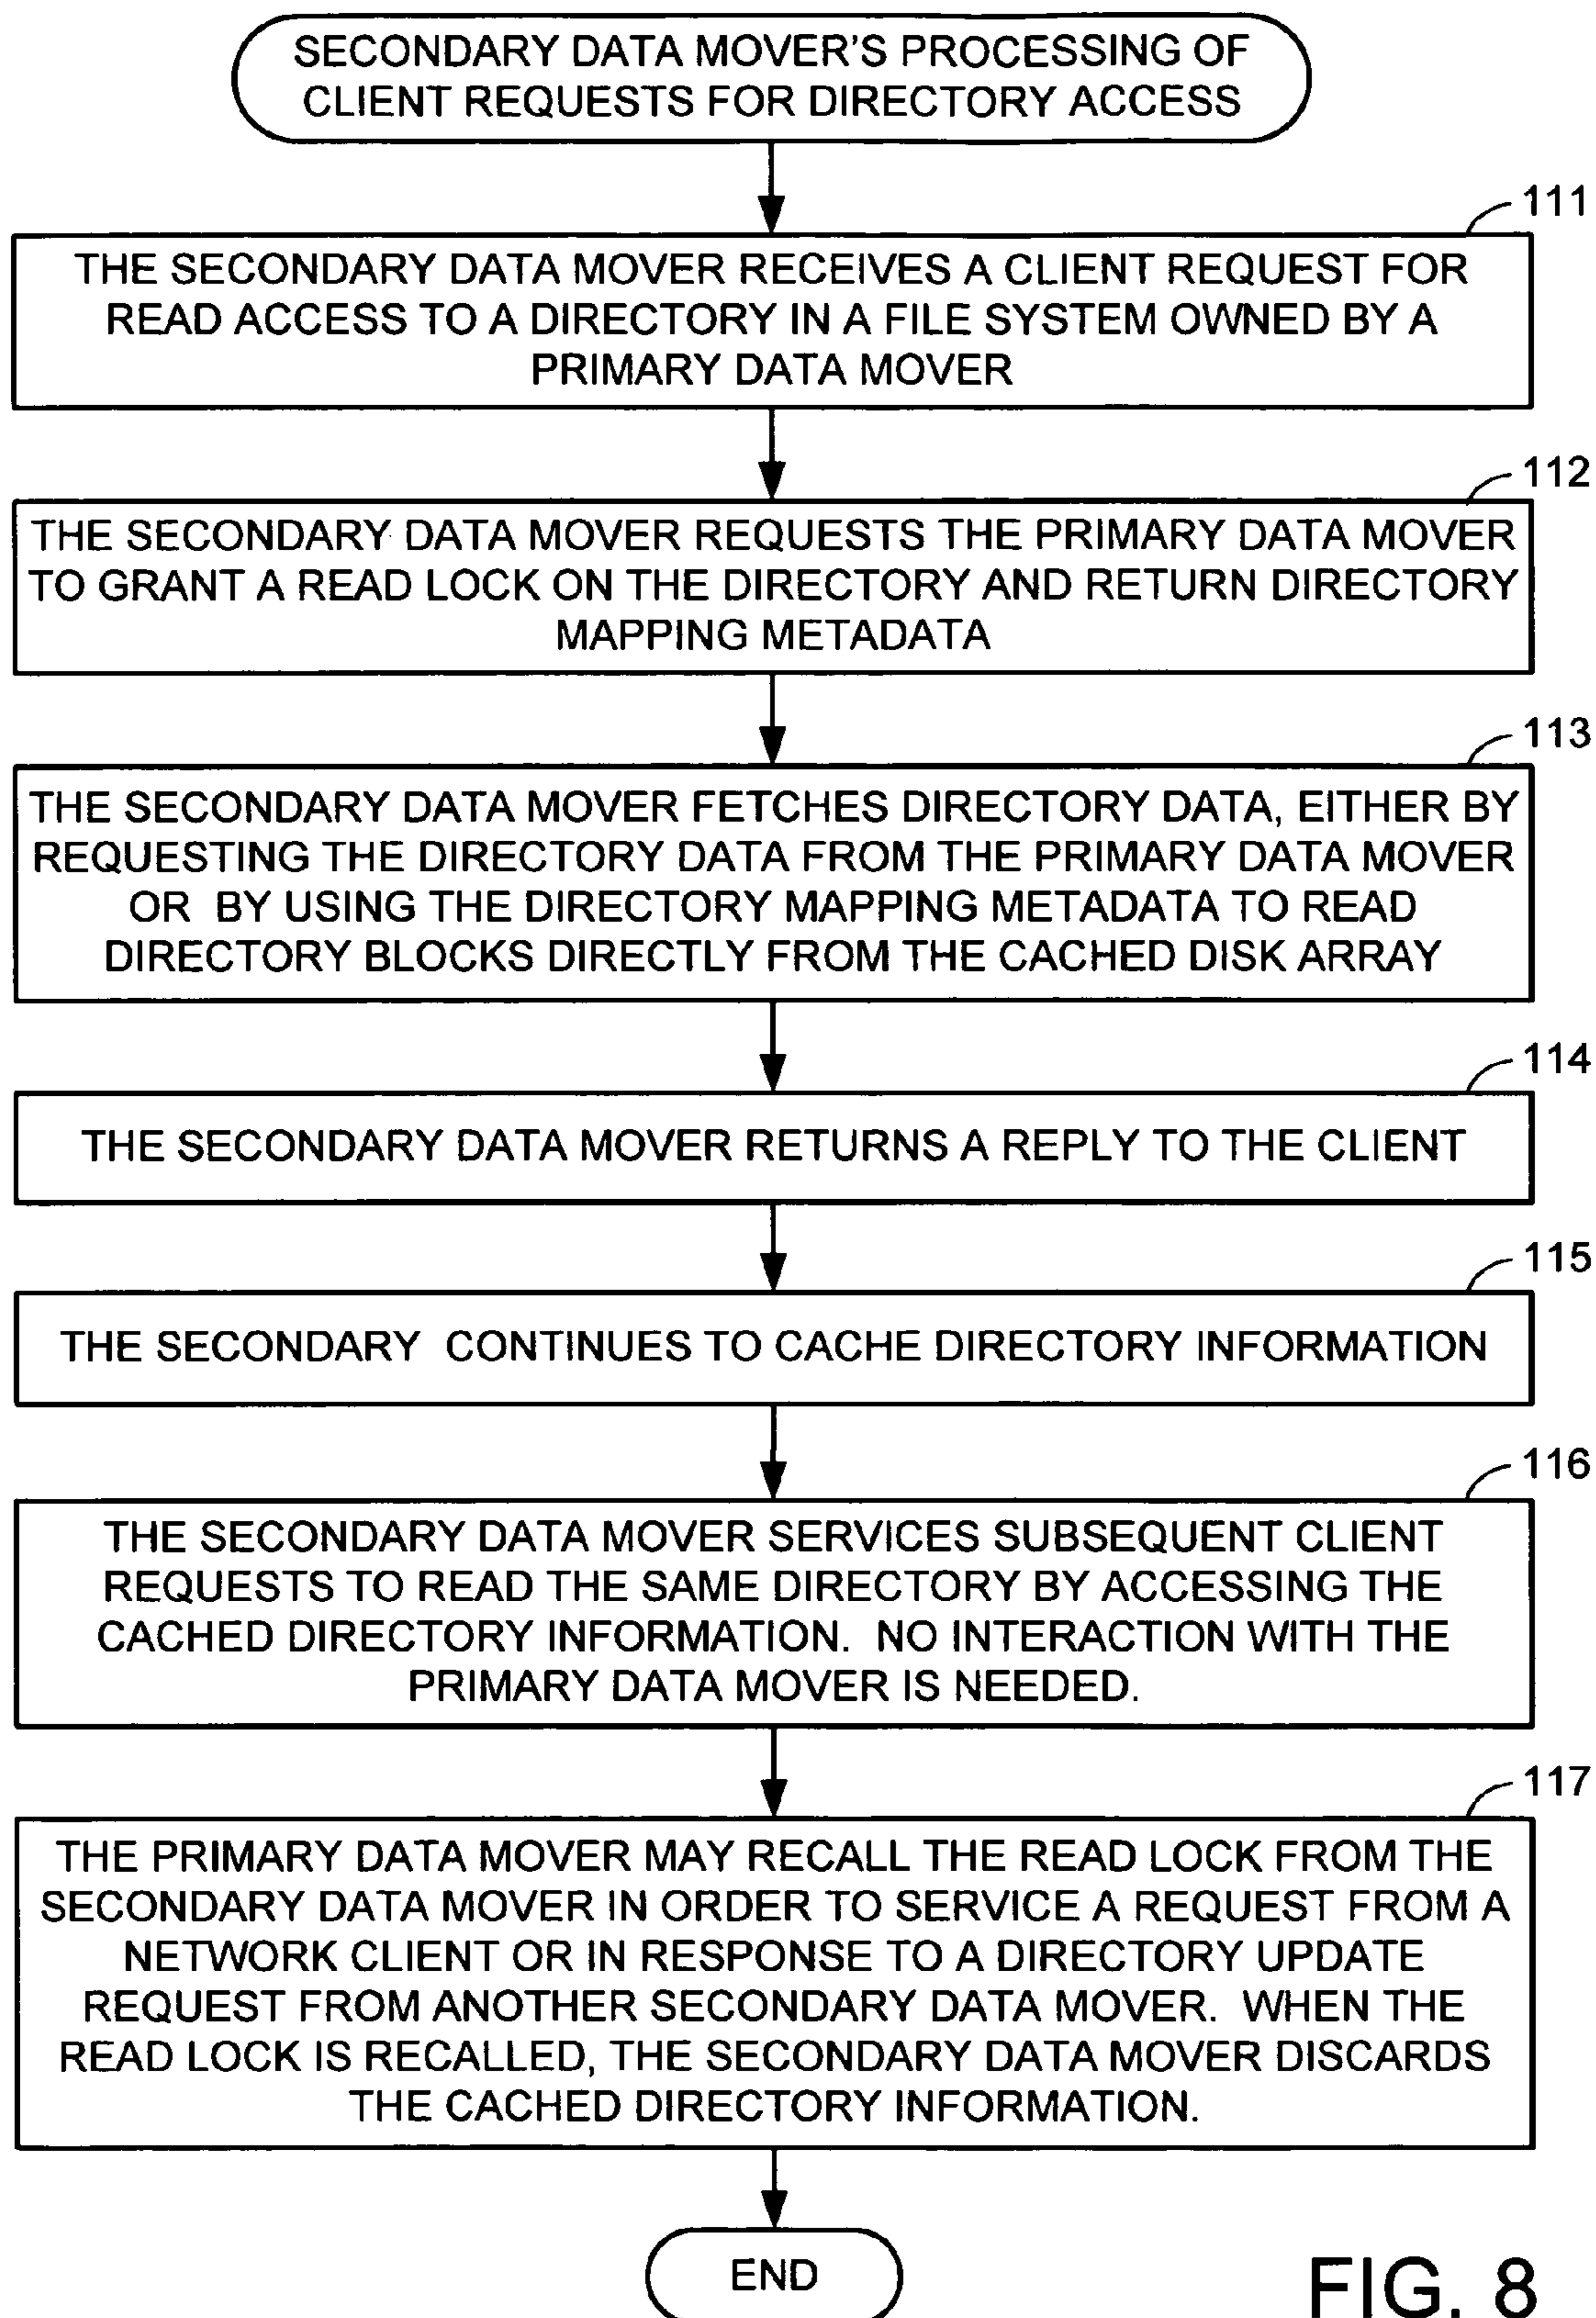 SECONDARY DATA MOVER'S PROCESSING OF
CLIENT REQUESTS FOR DIRECTORY ACCESS
111
THE SECONDARY DATA MOVER RECEIVES A CLIENT REQUEST FOR
READ ACCESS TO A DIRECTORY IN A FILE SYSTEM OWNED BY A
PRIMARY DATA MOVER
112
THE SECONDARY DATA MOVER REQUESTS THE PRIMARY DATA MOVER
TO GRANT A READ LOCK ON THE DIRECTORY AND RETURN DIRECTORY
MAPPING METADATA
113
THE SECONDARY DATA MOVER FETCHES DIRECTORY DATA, EITHER BY
REQUESTING THE DIRECTORY DATA FROM THE PRIMARY DATA MOVER
OR BY USING THE DIRECTORY MAPPING METADATA TO READ
DIRECTORY BLOCKS DIRECTLY FROM THE CACHED DISK ARRAY
114
THE SECONDARY DATA MOVER RETURNS A REPLY TO THE CLIENT
115
THE SECONDARY CONTINUES TO CACHE DIRECTORY INFORMATION
116
THE SECONDARY DATA MOVER SERVICES SUBSEQUENT CLIENT
REQUESTS TO READ THE SAME DIRECTORY BY ACCESSING THE
CACHED DIRECTORY INFORMATION. NO INTERACTION WITH THE
PRIMARY DATA MOVER IS NEEDED.
117
THE PRIMARY DATA MOVER MAY RECALL THE READ LOCK FROM THE
SECONDARY DATA MOVER IN ORDER TO SERVICE A REQUEST FROM A
NETWORK CLIENT OR IN RESPONSE TO A DIRECTORY UPDATE
REQUEST FROM ANOTHER SECONDARY DATA MOVER. WHEN THE
READ LOCK IS RECALLED, THE SECONDARY DATA MOVER DISCARDS
THE CACHED DIRECTORY INFORMATION.
END
FIG. 8